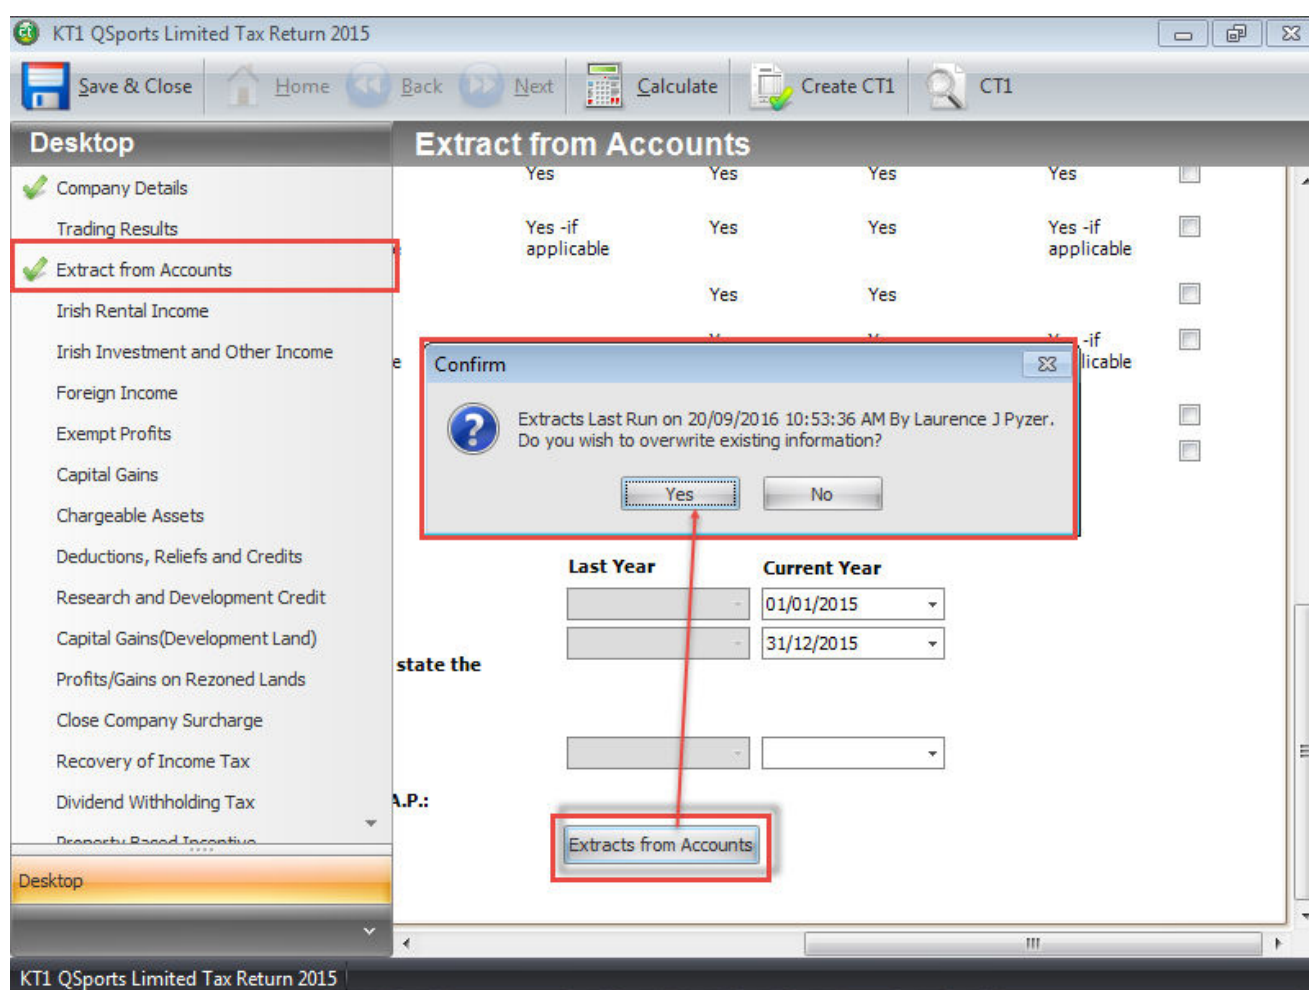 KT1 QSports Limited Tax Return 2015
Save & Close Home Back Next Calculate Create CT1 CT1
Desktop
Extract from Accounts
Company Details
Trading Results
Extract from Accounts
Irish Rental Income
Irish Investment and Other Income
Foreign Income
Exempt Profits
Capital Gains
Chargeable Assets
Deductions, Reliefs and Credits
Research and Development Credit
Capital Gains(Development Land)
Profits/Gains on Rezoned Lands
Close Company Surcharge
Recovery of Income Tax
Dividend Withholding Tax
Property Based Incentive
Desktop
Yes Yes Yes Yes
Yes -if Yes Yes Yes -if
applicable applicable
Yes Yes
-if
e licable
Confirm
Extracts Last Run on 20/09/2016 10:53:36 AM By Laurence J Pyzer.
Do you wish to overwrite existing information?
Yes No
Last Year Current Year
01/01/2015
31/12/2015
state the
A.P.:
Extracts from Accounts
KT1 QSports Limited Tax Return 2015